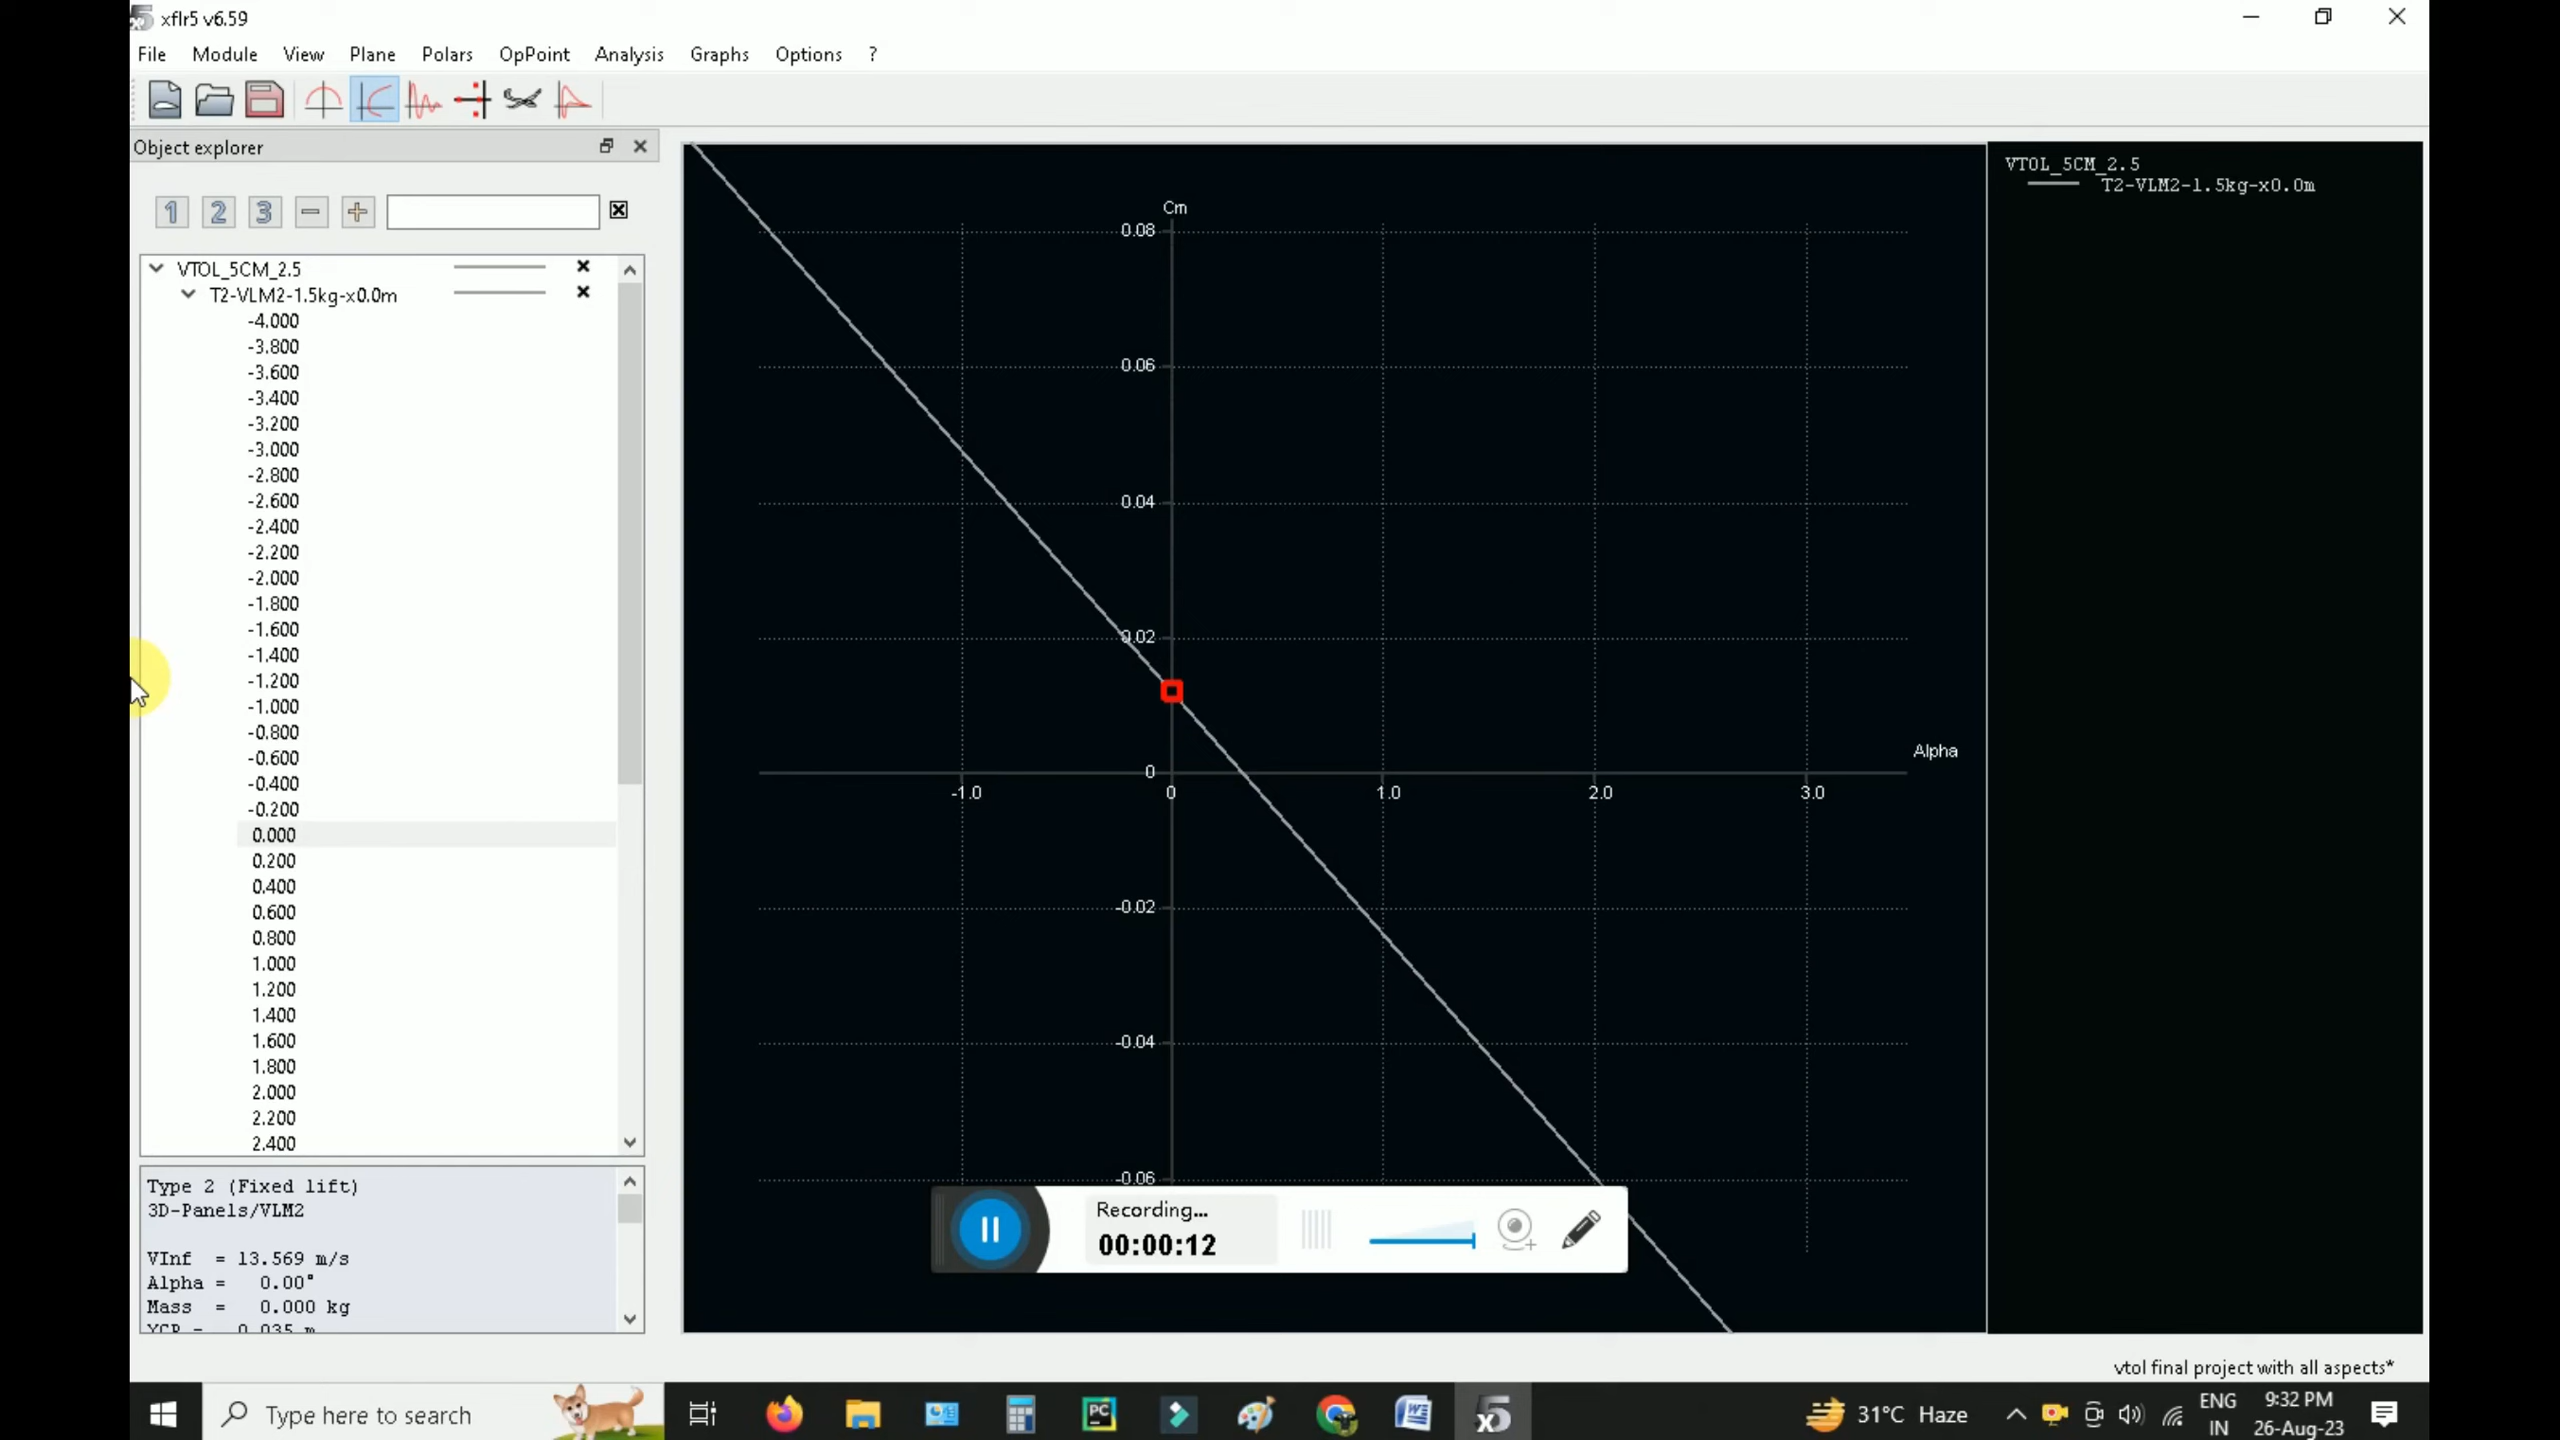 xflr5 v6.59
File Module View Plane Polars OpPoint Analysis Graphs Options ?
Object explorer
1 2 3
VTOL_5CM_2.5
T2-VLM2-1.5kg-x0.0m
-4.000
-3.800
-3.600
-3.400
-3.200
-3.000
-2.800
-2.600
-2.400
-2.200
-2.000
-1.800
-1.600
-1.400
-1.200
-1.000
-0.800
-0.600
-0.400
-0.200
0.000
0.200
0.400
0.600
0.800
1.000
1.200
1.400
1.600
1.800
2.000
2.200
2.400
Type 2 (Fixed lift)
3D-Panels/VLM2
VInf = 13.569 m/s
Alpha = 0.00°
Mass = 0.000 kg
YCP = 0.035 m
Cm
0.08
0.06
0.04
0.02
0
-0.02
-0.04
-0.06
-1.0 0 1.0 2.0 3.0
Alpha
VTOL_5CM_2.5
T2-VLM2-1.5kg-x0.0m
Recording...
00:00:12
vtol final project with all aspects*
Type here to search
PC
x5
31°C Haze
ENG
IN
9:32 PM
26-Aug-23